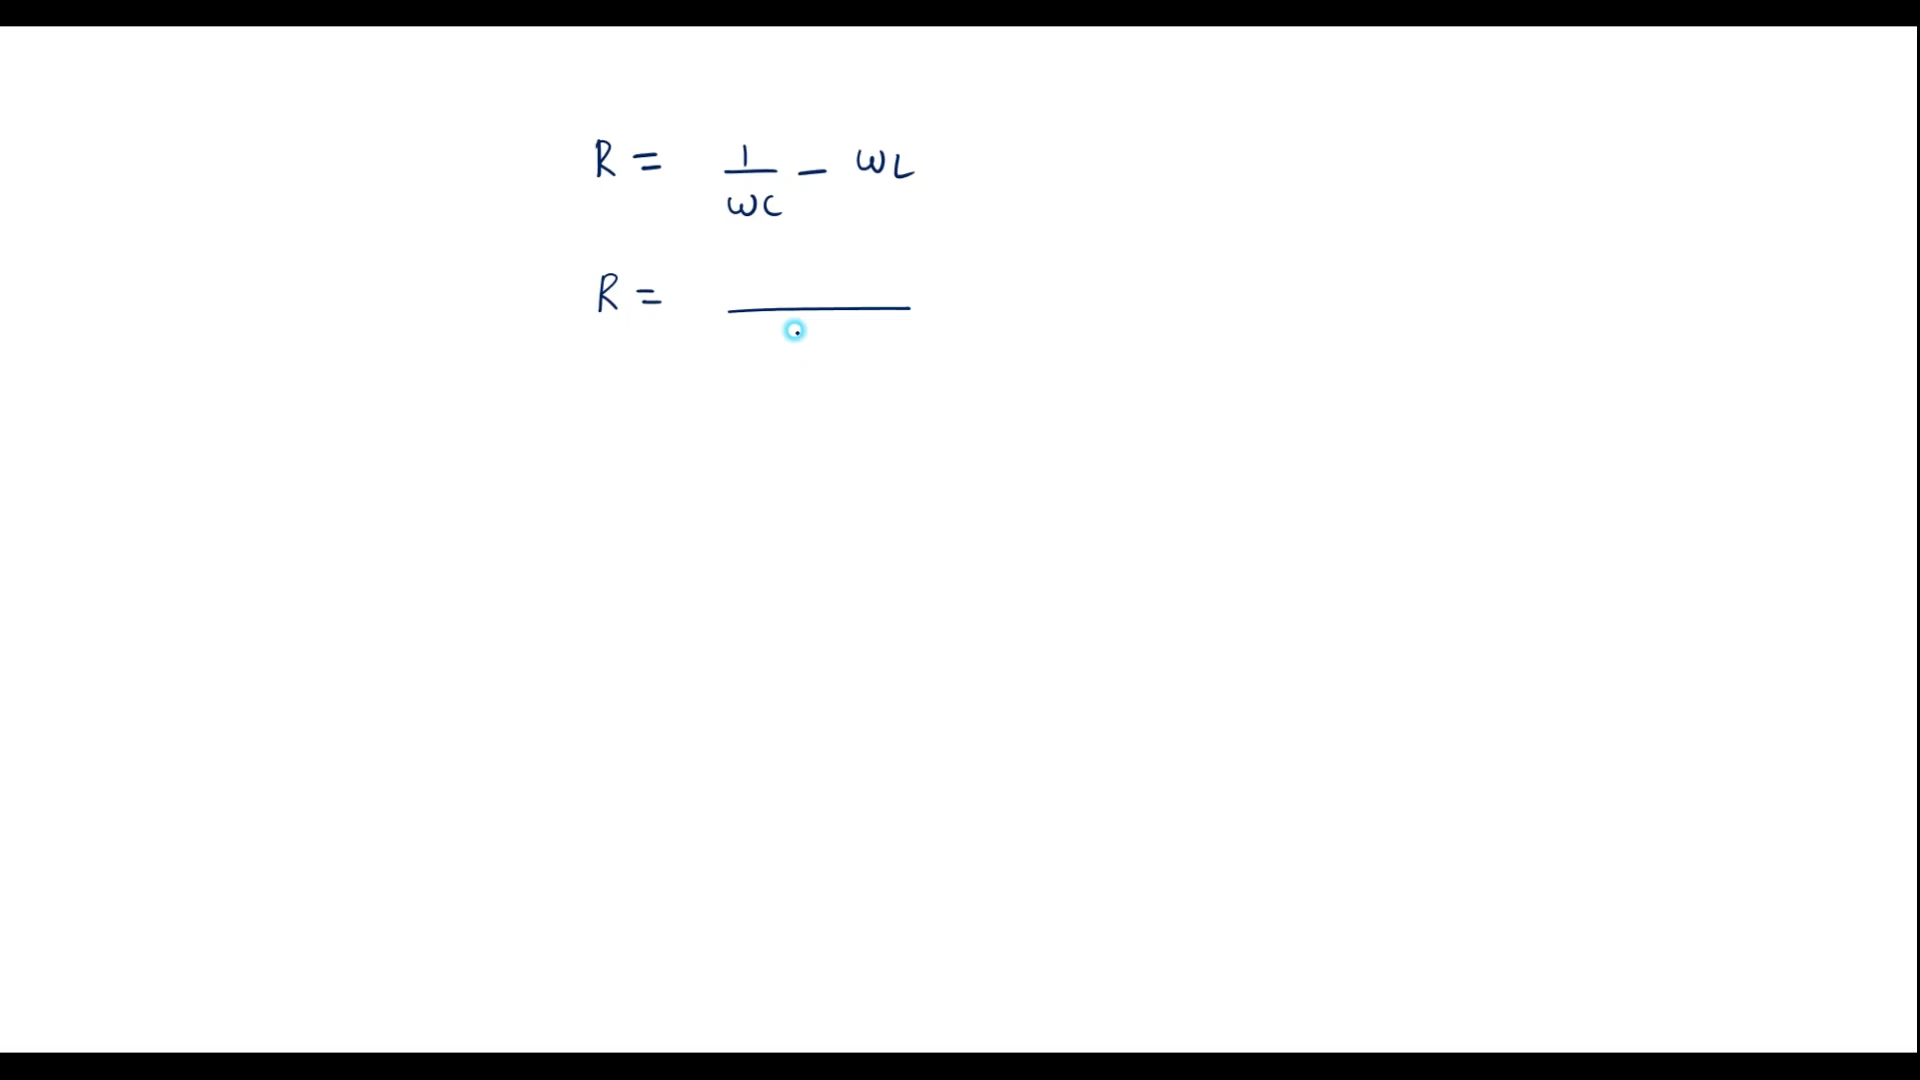 R = 1/ωC - ωL
R =